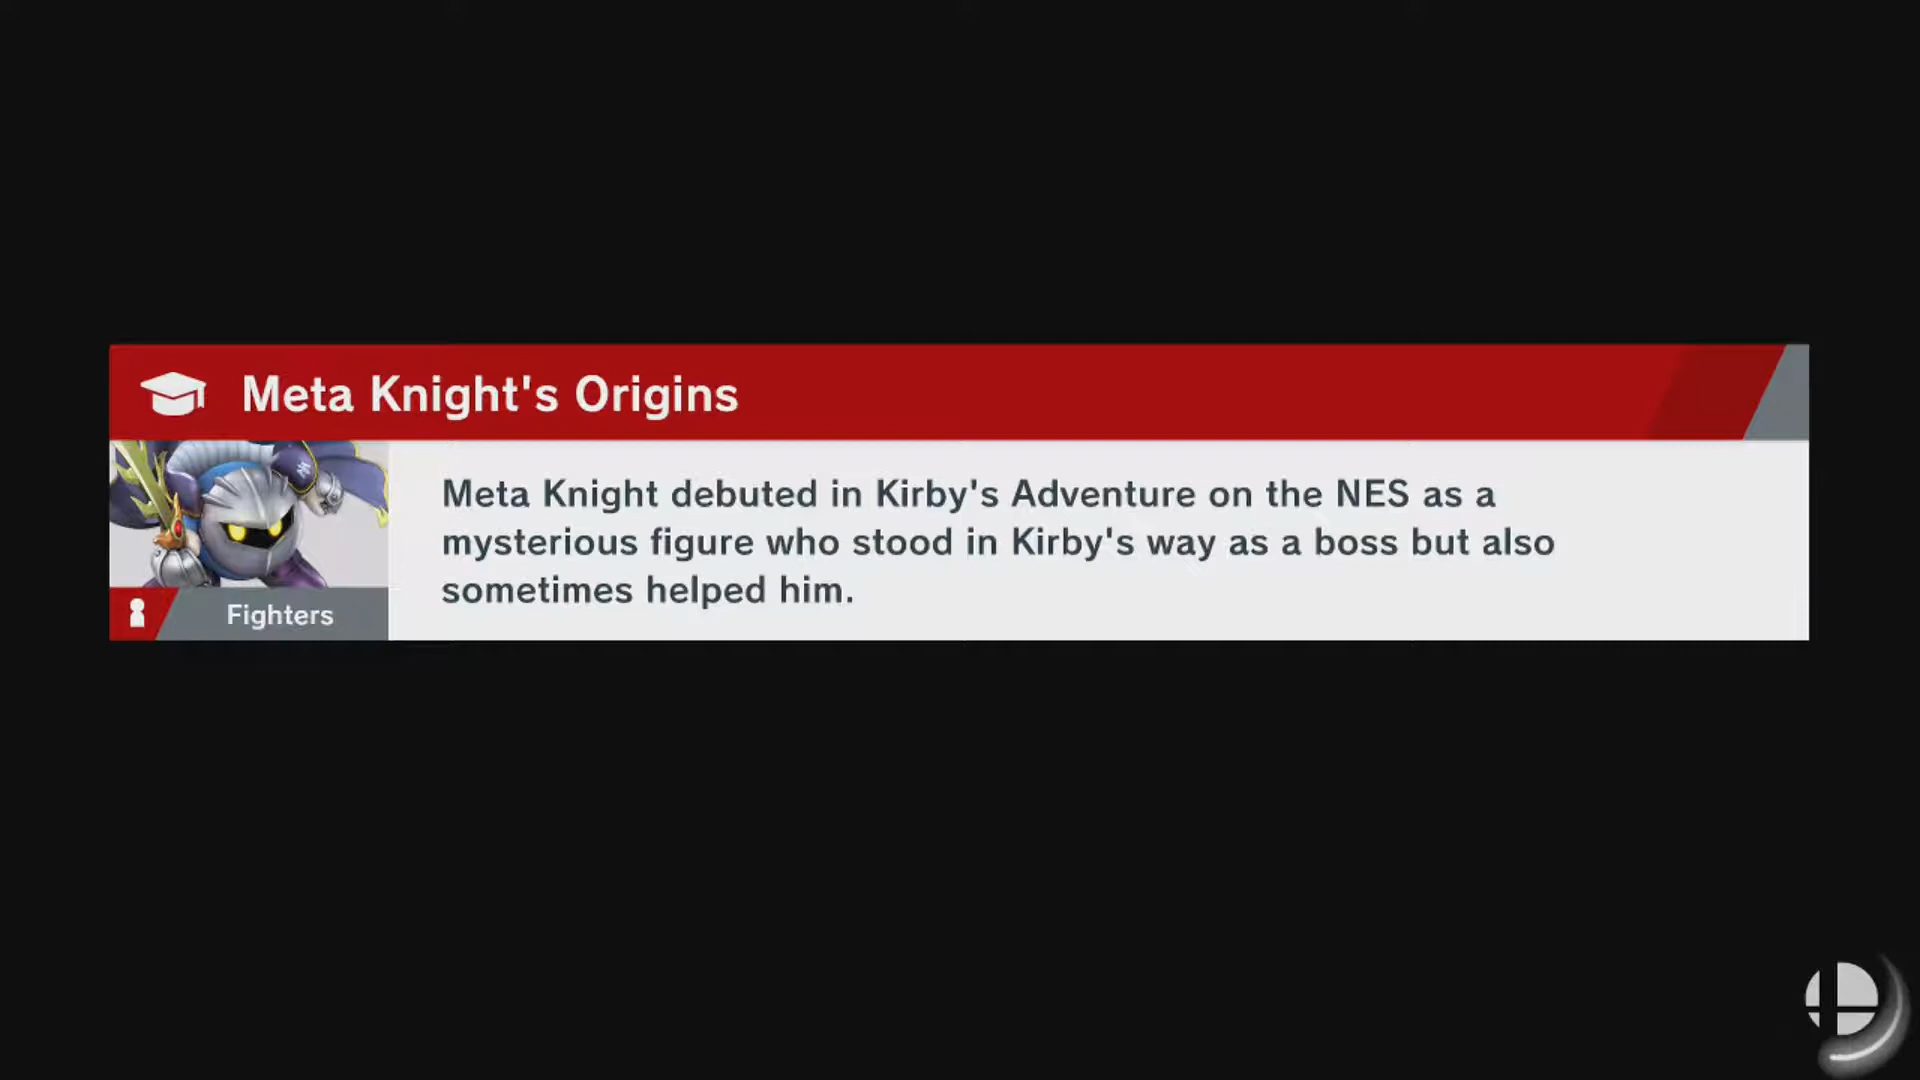 Meta Knight's Origins
Meta Knight debuted in Kirby's Adventure on the NES as a
mysterious figure who stood in Kirby's way as a boss but also
sometimes helped him.
Fighters